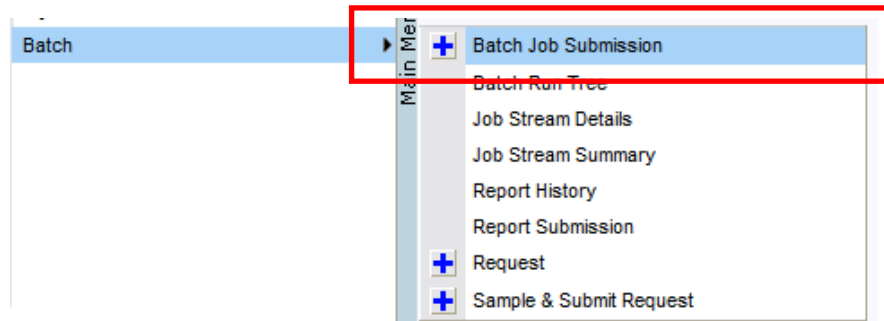 Batch
Main Men
Batch Job Submission
Batch Run Tree
Job Stream Details
Job Stream Summary
Report History
Report Submission
Request
Sample & Submit Request